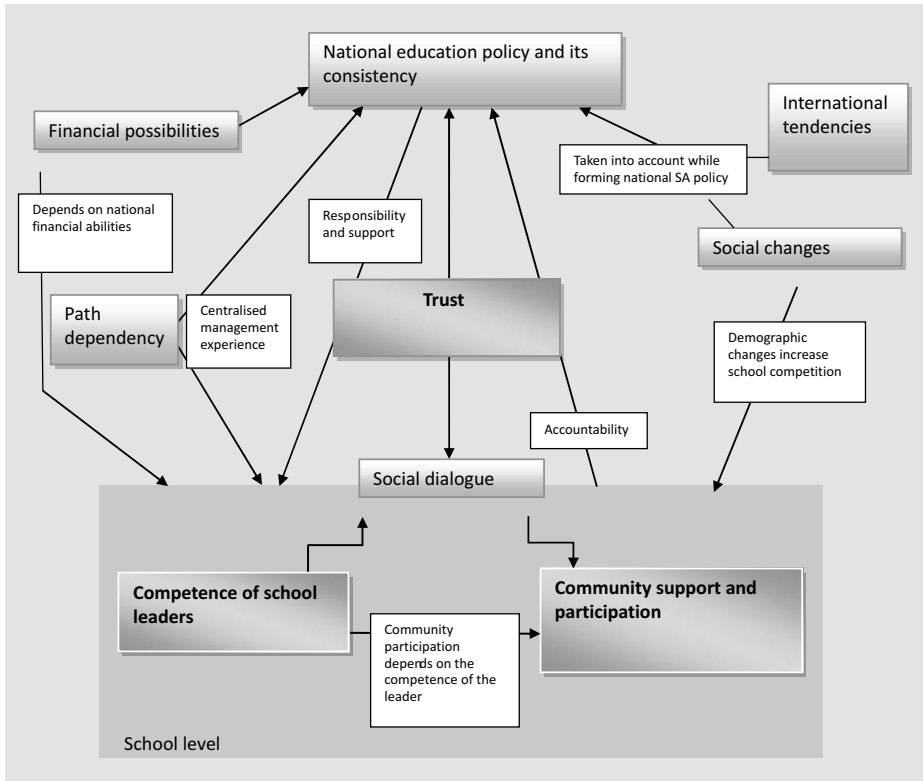 National education policy and its
consistency
Financial possibilities
International
tendencies
Taken into account while
forming national SA policy
Depends on national
financial abilities
Responsibility
and support
Social changes
Trust
Path
dependency
Centralised
management
experience
Demographic
changes increase
school competition
Accountability
Social dialogue
Competence of school
leaders
Community support and
participation
Community
participation
depends on the
competence of the
leader
School level